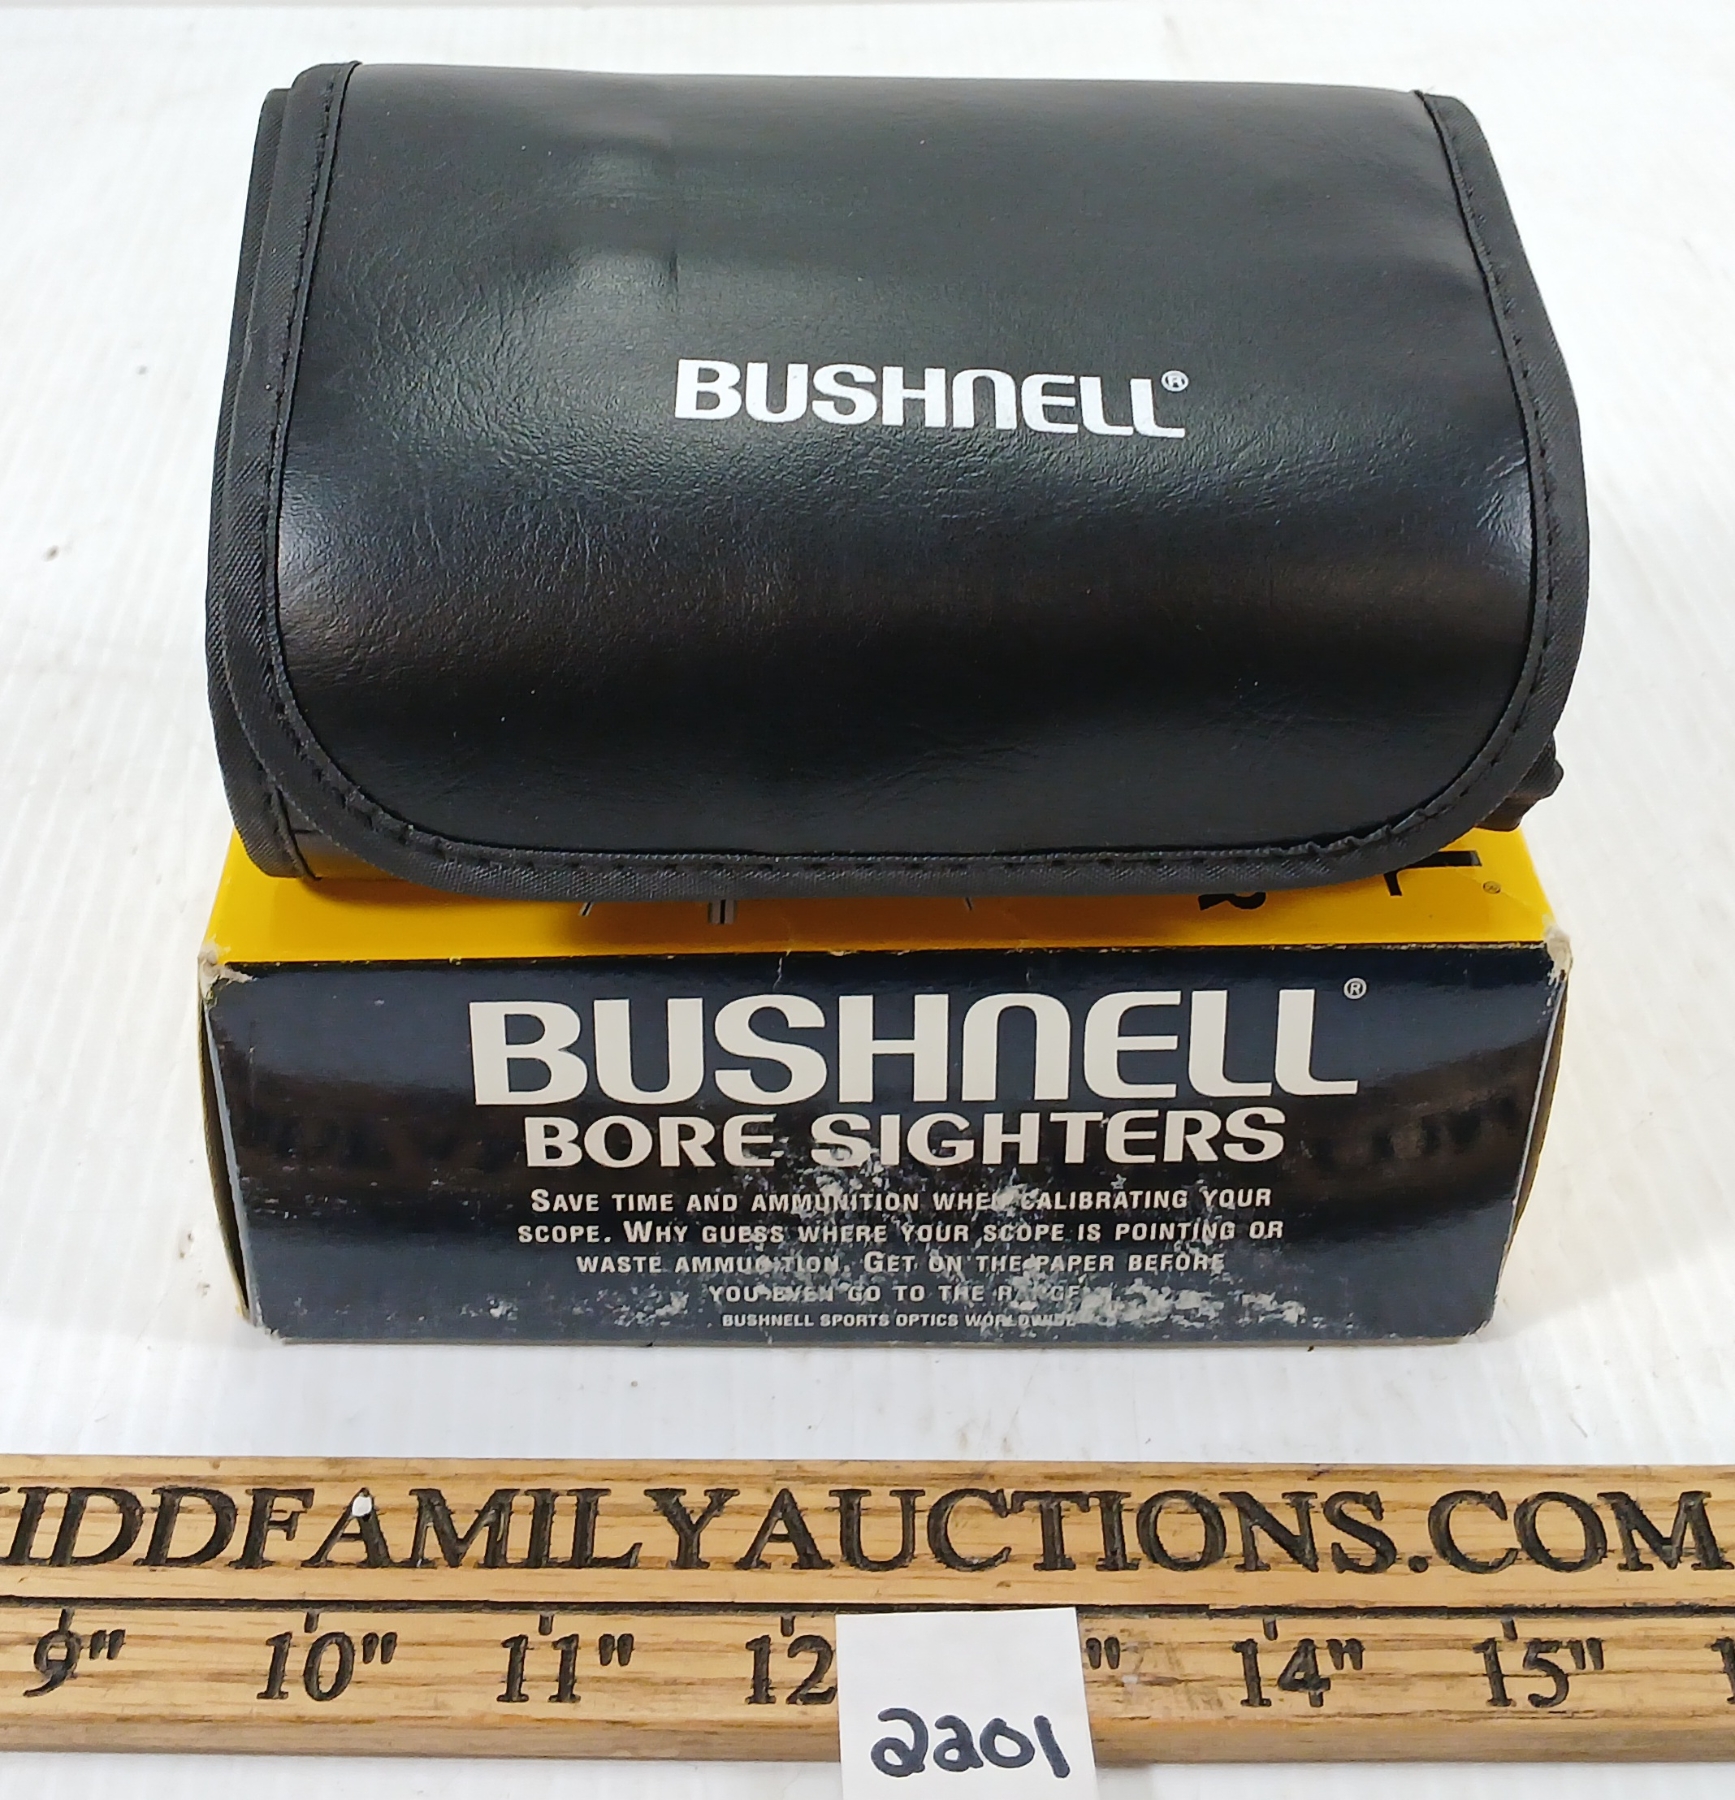 BUSHNELL®
BUSHNELL®
BORE SIGHTERS
SAVE TIME AND AMMUNITION WHEN CALIBRATING YOUR
SCOPE. WHY GUESS WHERE YOUR SCOPE IS POINTING OR
WASTE AMMUNITION. GET ON THE PAPER BEFORE
YOU EVEN GO TO THE RANGE
BUSHNELL SPORTS OPTICS WORLDWIDE
IDDFAMILYAUCTIONS.COM
9" 10" 11" 12 " 14" 15"
2201